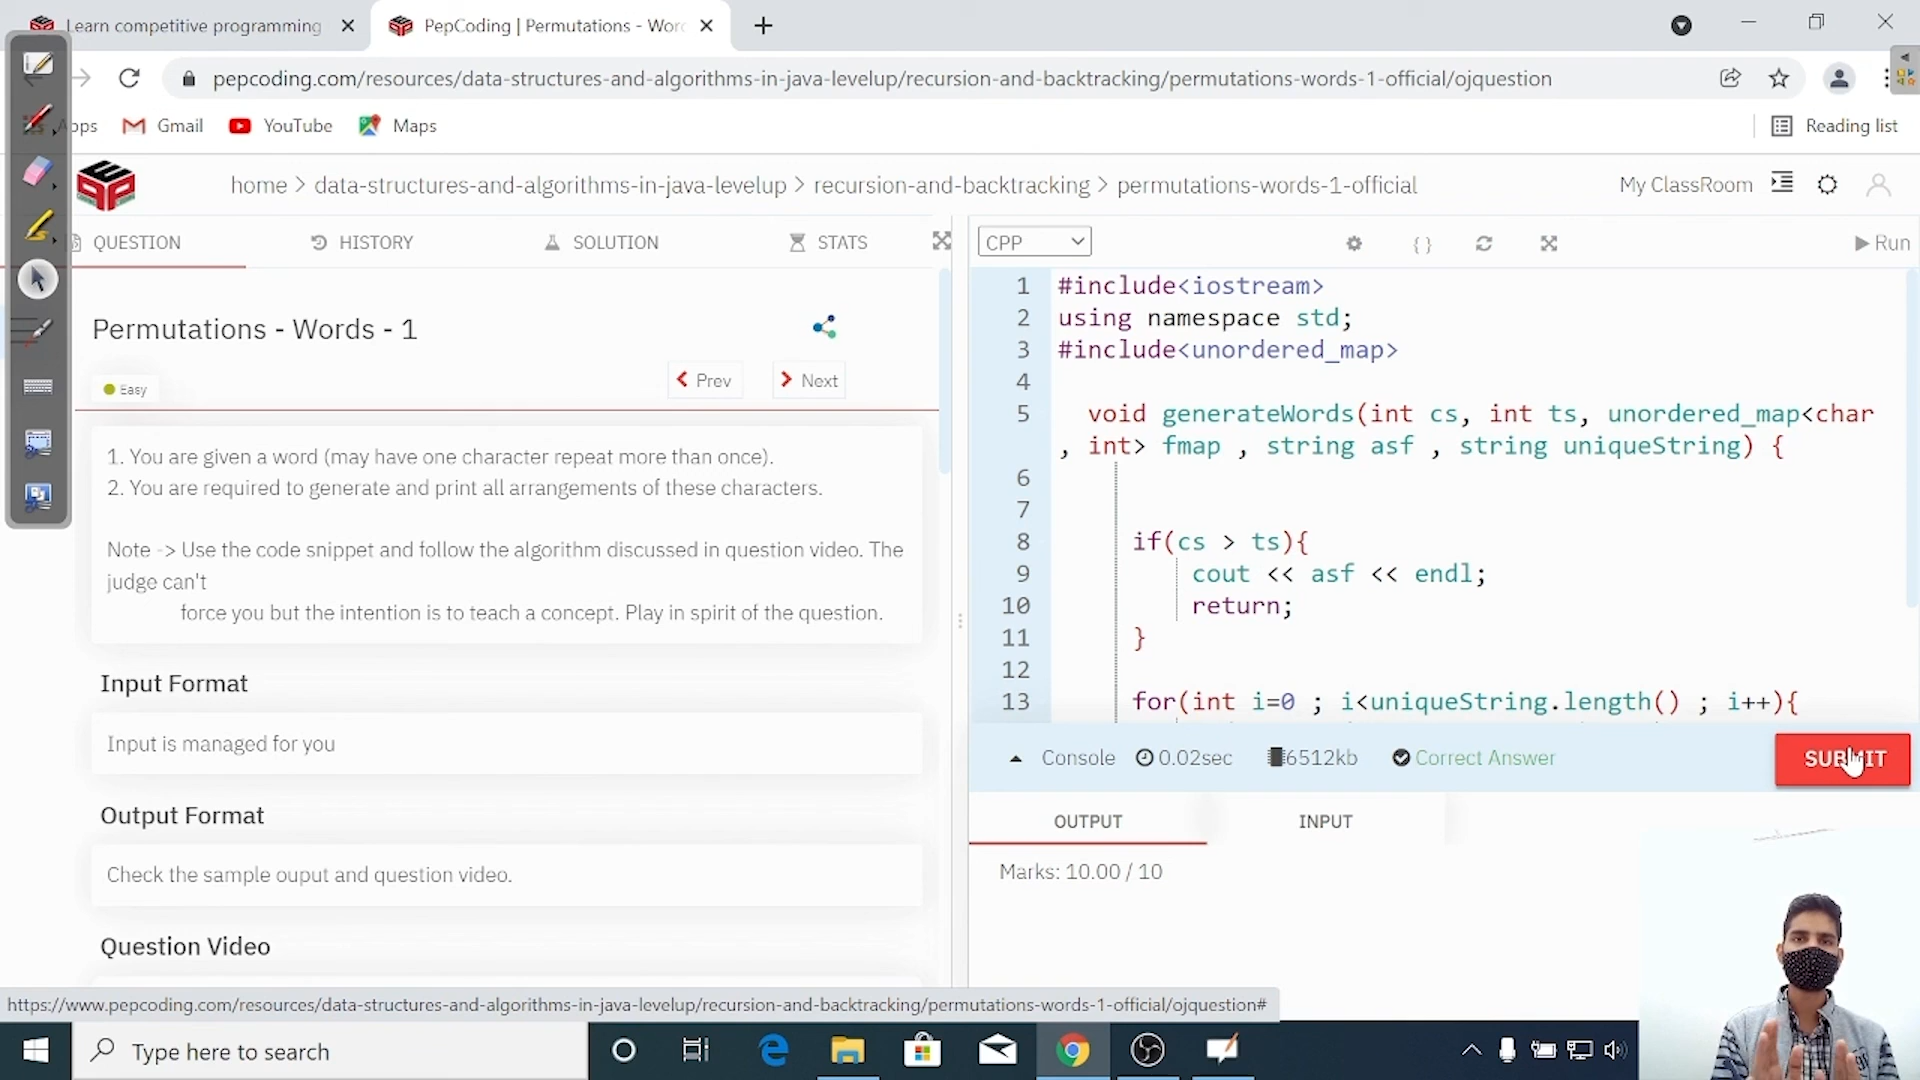 Learn competitive programming
PepCoding | Permutations - Word
pepcoding.com/resources/data-structures-and-algorithms-in-java-levelup/recursion-and-backtracking/permutations-words-1-official/ojquestion
Gmail
YouTube
Maps
Reading list
home > data-structures-and-algorithms-in-java-levelup > recursion-and-backtracking > permutations-words-1-official
My ClassRoom
QUESTION
HISTORY
SOLUTION
STATS
CPP
{ }
Run
Permutations - Words - 1
Easy
Prev
Next
1. You are given a word (may have one character repeat more than once).
2. You are required to generate and print all arrangements of these characters.
Note -> Use the code snippet and follow the algorithm discussed in question video. The
judge can't
force you but the intention is to teach a concept. Play in spirit of the question.
Input Format
Input is managed for you
Output Format
Check the sample ouput and question video.
Question Video
1 #include<iostream>
2 using namespace std;
3 #include<unordered_map>
4
5 void generateWords(int cs, int ts, unordered_map<char
, int> fmap , string asf , string uniqueString) {
6
7
8 if(cs > ts){
9 cout << asf << endl;
10 return;
11 }
12
13 for(int i=0 ; i<uniqueString.length() ; i++){
Console
0.02sec
6512kb
Correct Answer
SUBMIT
OUTPUT
INPUT
Marks: 10.00 / 10
https://www.pepcoding.com/resources/data-structures-and-algorithms-in-java-levelup/recursion-and-backtracking/permutations-words-1-official/ojquestion#
Type here to search